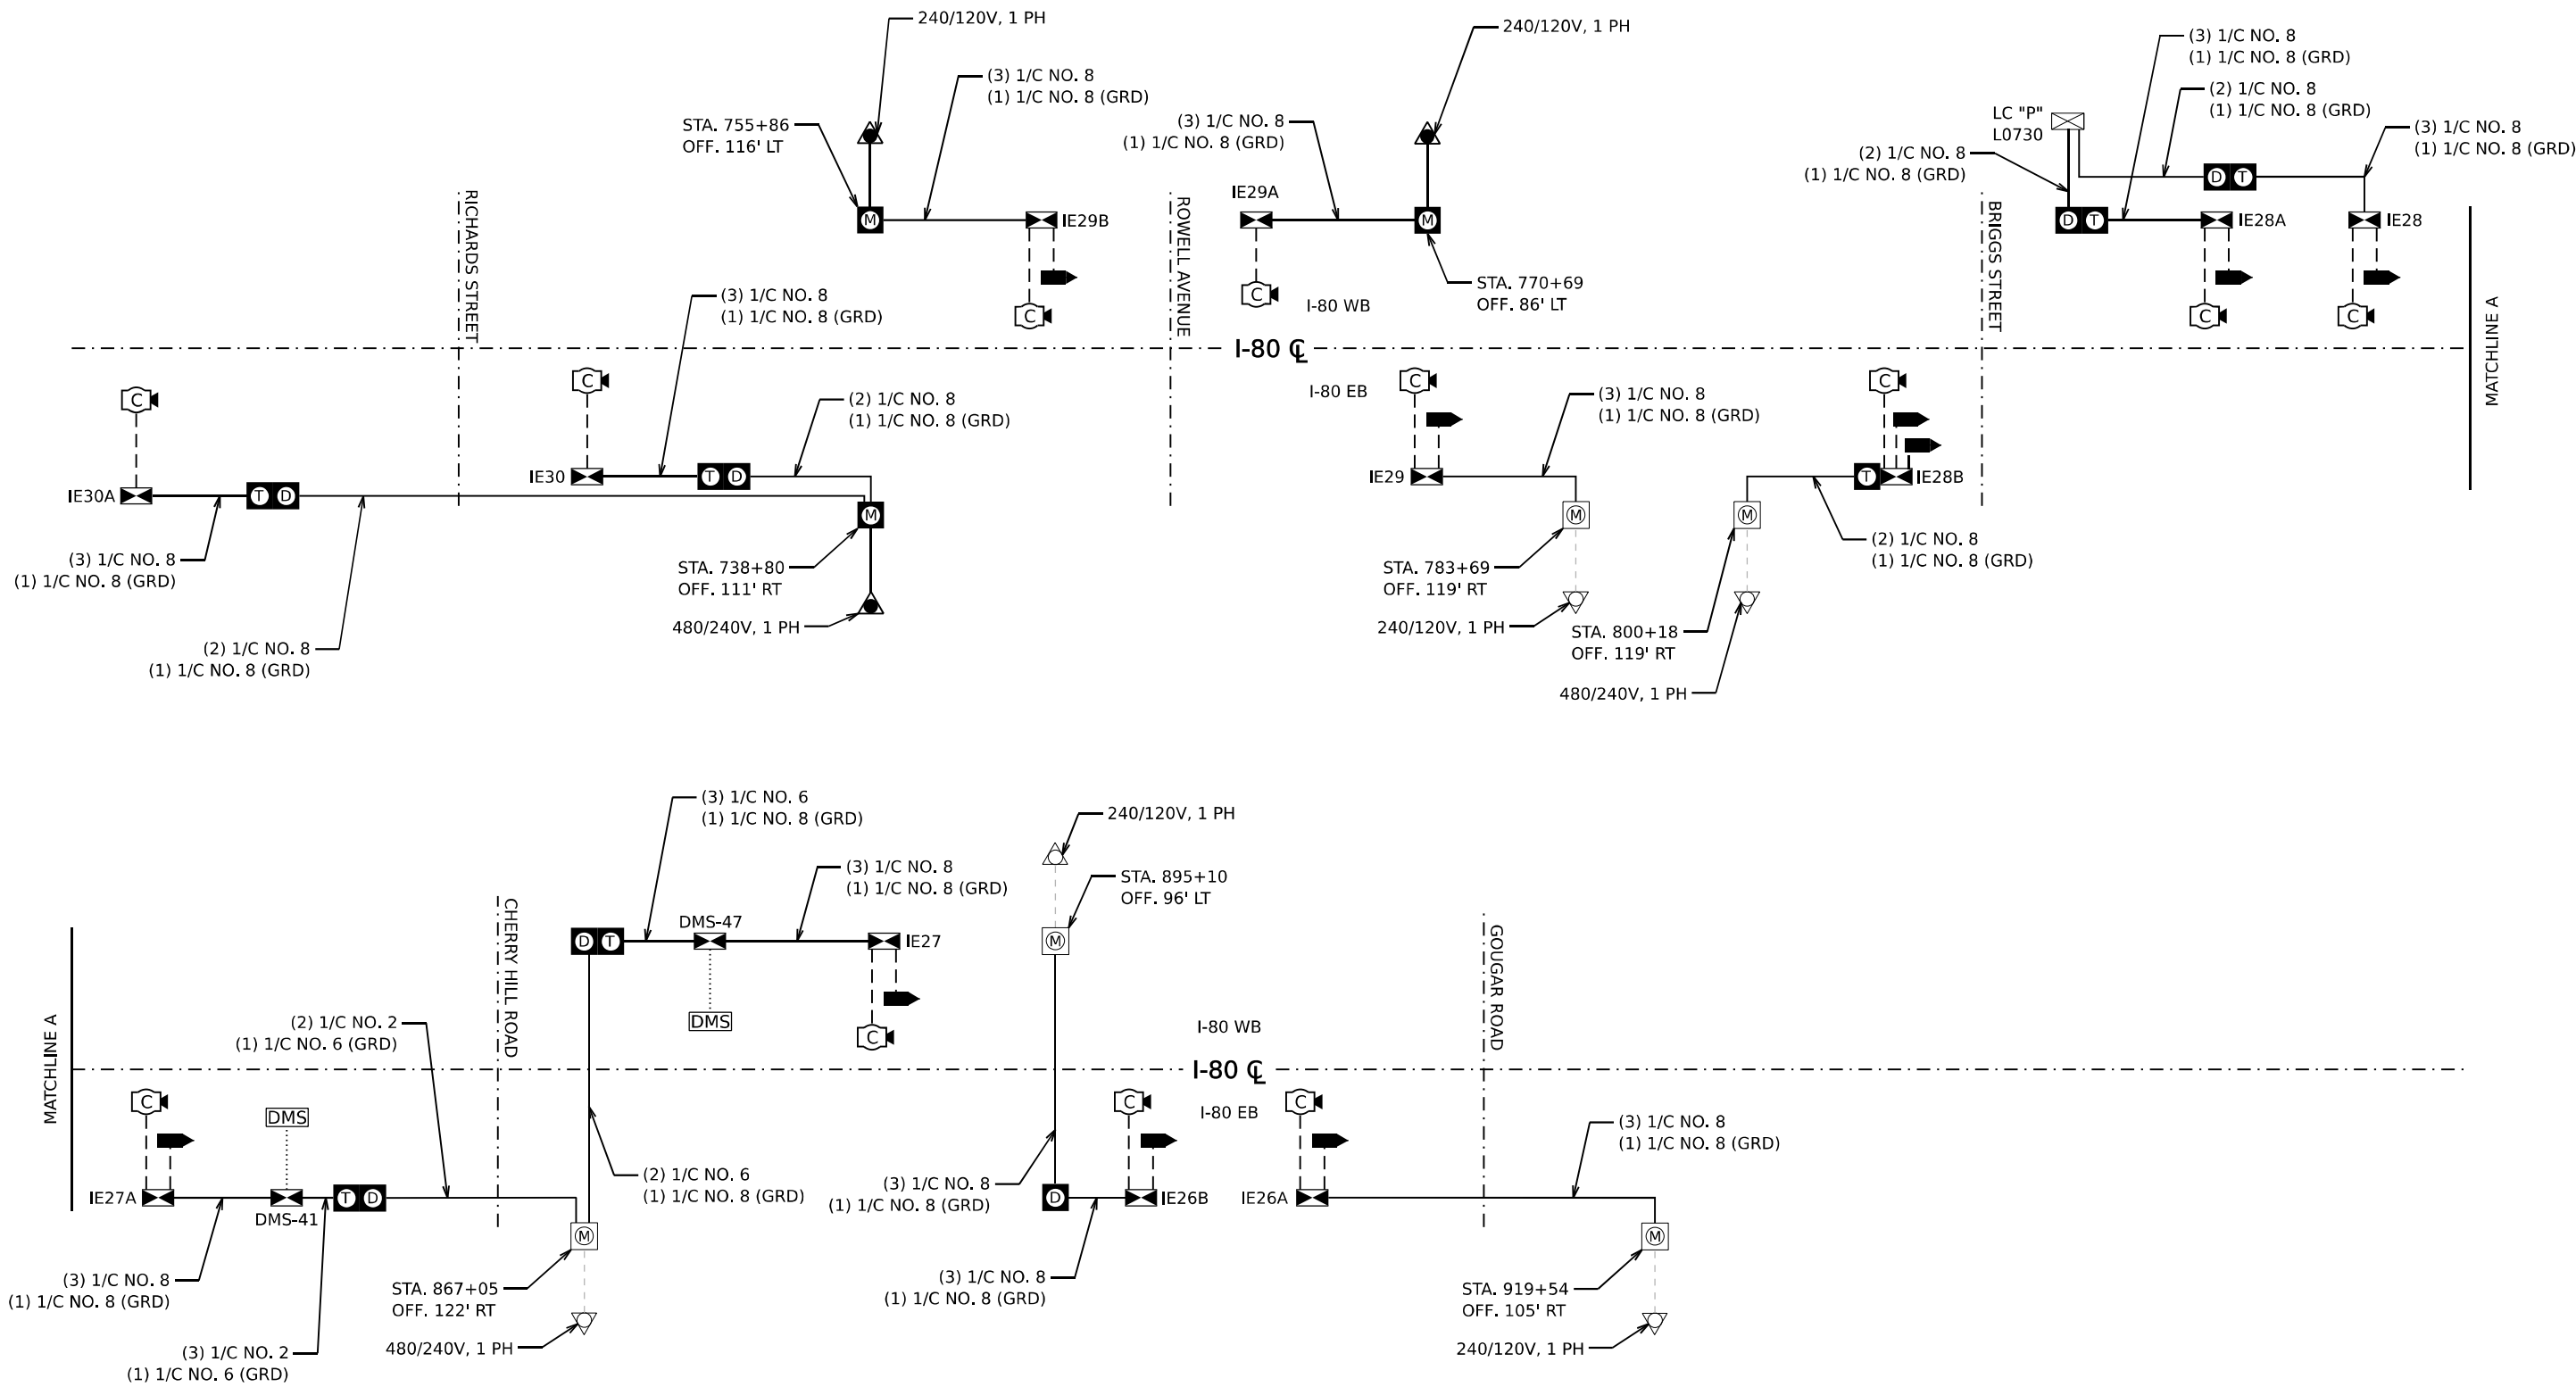 240/120V, 1 PH
240/120V, 1 PH
(3) 1/C NO. 8
(1) 1/C NO. 8 (GRD)
(3) 1/C NO. 8
(1) 1/C NO. 8 (GRD)
(2) 1/C NO. 8
(1) 1/C NO. 8 (GRD)
STA. 755+86
OFF. 116' LT
(3) 1/C NO. 8
(1) 1/C NO. 8 (GRD)
LC "P"
L0730
(3) 1/C NO. 8
(1) 1/C NO. 8 (GRD)
(2) 1/C NO. 8
(1) 1/C NO. 8 (GRD)
D T
RICHARDS STREET
M
IE29B
ROWELL AVENUE
IE29A
M
BRIGGS STREET
D T
IE28A
IE28
STA. 770+69
OFF. 86' LT
(3) 1/C NO. 8
(1) 1/C NO. 8 (GRD)
C
C
I-80 WB
C
C
MATCHLINE A
I-80 ℄
C
C
I-80 EB
C
C
(2) 1/C NO. 8
(1) 1/C NO. 8 (GRD)
(3) 1/C NO. 8
(1) 1/C NO. 8 (GRD)
IE30A
T D
IE30
T D
IE29
T
IE28B
M
M
M
(3) 1/C NO. 8
(1) 1/C NO. 8 (GRD)
STA. 738+80
OFF. 111' RT
STA. 783+69
OFF. 119' RT
(2) 1/C NO. 8
(1) 1/C NO. 8 (GRD)
480/240V, 1 PH
240/120V, 1 PH
STA. 800+18
OFF. 119' RT
(2) 1/C NO. 8
(1) 1/C NO. 8 (GRD)
480/240V, 1 PH
(3) 1/C NO. 6
(1) 1/C NO. 8 (GRD)
240/120V, 1 PH
(3) 1/C NO. 8
(1) 1/C NO. 8 (GRD)
STA. 895+10
OFF. 96' LT
CHERRY HILL ROAD
DMS-47
D T
IE27
M
GOUGAR ROAD
MATCHLINE A
(2) 1/C NO. 2
(1) 1/C NO. 6 (GRD)
DMS
C
I-80 WB
I-80 ℄
C
DMS
C
I-80 EB
C
(3) 1/C NO. 8
(1) 1/C NO. 8 (GRD)
(2) 1/C NO. 6
(1) 1/C NO. 8 (GRD)
(3) 1/C NO. 8
(1) 1/C NO. 8 (GRD)
IE27A
DMS-41
T D
D
IE26B
IE26A
M
M
(3) 1/C NO. 8
(1) 1/C NO. 8 (GRD)
STA. 867+05
OFF. 122' RT
(3) 1/C NO. 8
(1) 1/C NO. 8 (GRD)
STA. 919+54
OFF. 105' RT
(3) 1/C NO. 2
(1) 1/C NO. 6 (GRD)
480/240V, 1 PH
240/120V, 1 PH